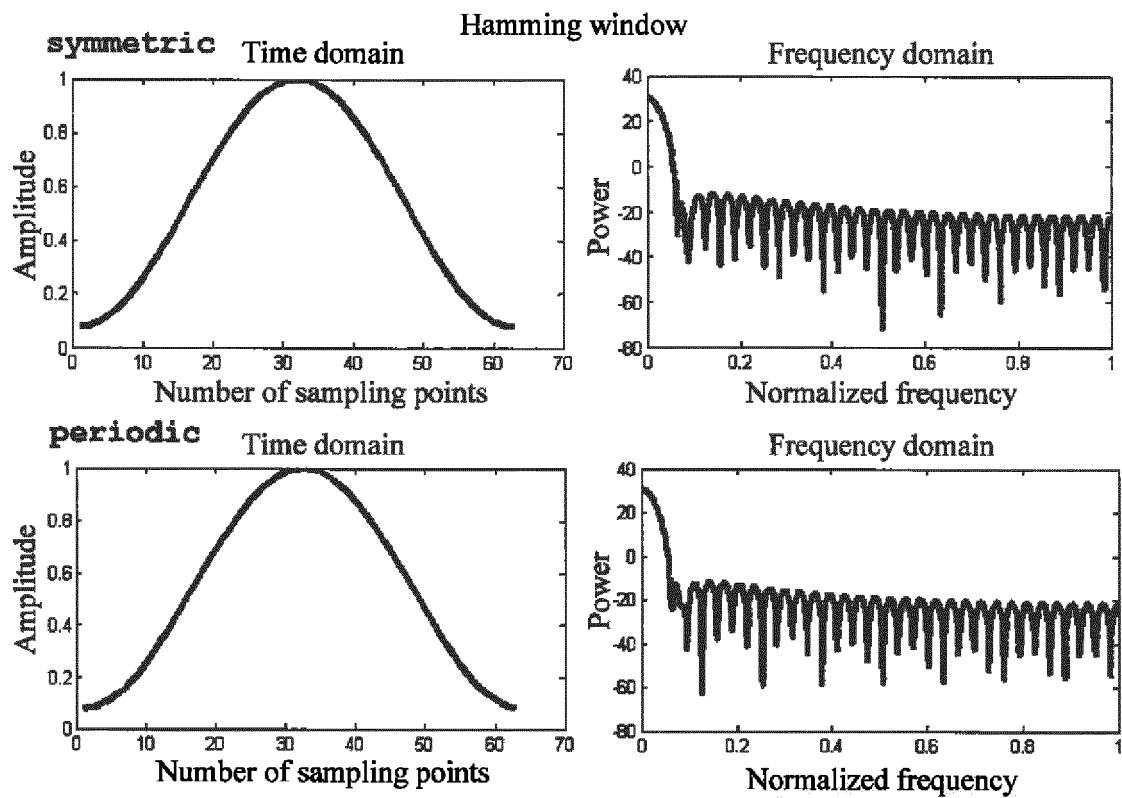 Hamming window
symmetric
Time domain
Frequency domain
1
0.8
0.6
0.4
0.2
0
Amplitude
0 10 20 30 40 50 60 70
Number of sampling points
40
20
0
-20
-40
-60
-80
Power
0 0.2 0.4 0.6 0.8 1
Normalized frequency
periodic
Time domain
Frequency domain
1
0.8
0.6
0.4
0.2
0
Amplitude
0 10 20 30 40 50 60 70
Number of sampling points
40
20
0
-20
-40
-60
-80
Power
0 0.2 0.4 0.6 0.8 1
Normalized frequency